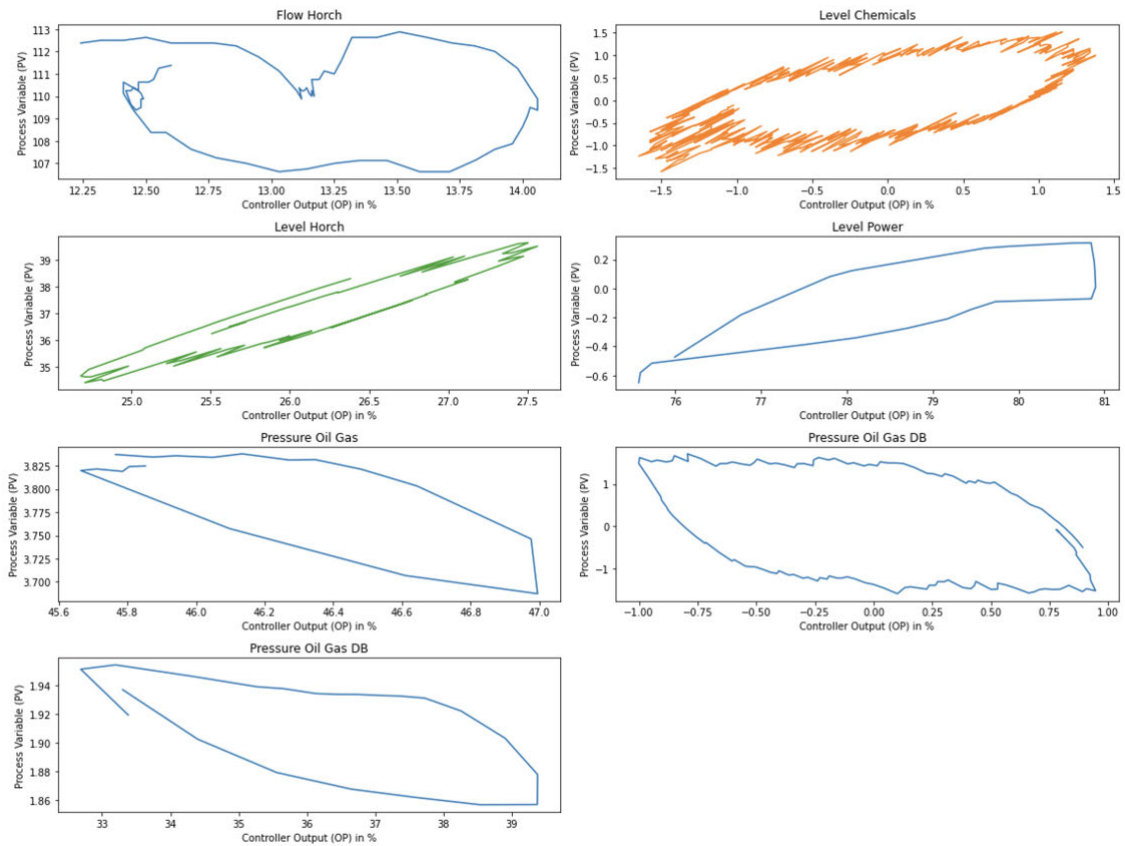 Flow Horch
113
112
111
110
109
108
107
Process Variable (PV)
12.25 12.50 12.75 13.00 13.25 13.50 13.75 14.00
Controller Output (OP) in %
Level Chemicals
1.5
1.0
0.5
0.0
−0.5
−1.0
−1.5
Process Variable (PV)
−1.5 −1.0 −0.5 0.0 0.5 1.0 1.5
Controller Output (OP) in %
Level Horch
39
38
37
36
35
Process Variable (PV)
25.0 25.5 26.0 26.5 27.0 27.5
Controller Output (OP) in %
Level Power
0.2
0.0
−0.2
−0.4
−0.6
Process Variable (PV)
76 77 78 79 80 81
Controller Output (OP) in %
Pressure Oil Gas
3.825
3.800
3.775
3.750
3.725
3.700
Process Variable (PV)
45.6 45.8 46.0 46.2 46.4 46.6 46.8 47.0
Controller Output (OP) in %
Pressure Oil Gas DB
1
0
−1
Process Variable (PV)
−1.00 −0.75 −0.50 −0.25 0.00 0.25 0.50 0.75 1.00
Controller Output (OP) in %
Pressure Oil Gas DB
1.94
1.92
1.90
1.88
1.86
Process Variable (PV)
33 34 35 36 37 38 39
Controller Output (OP) in %